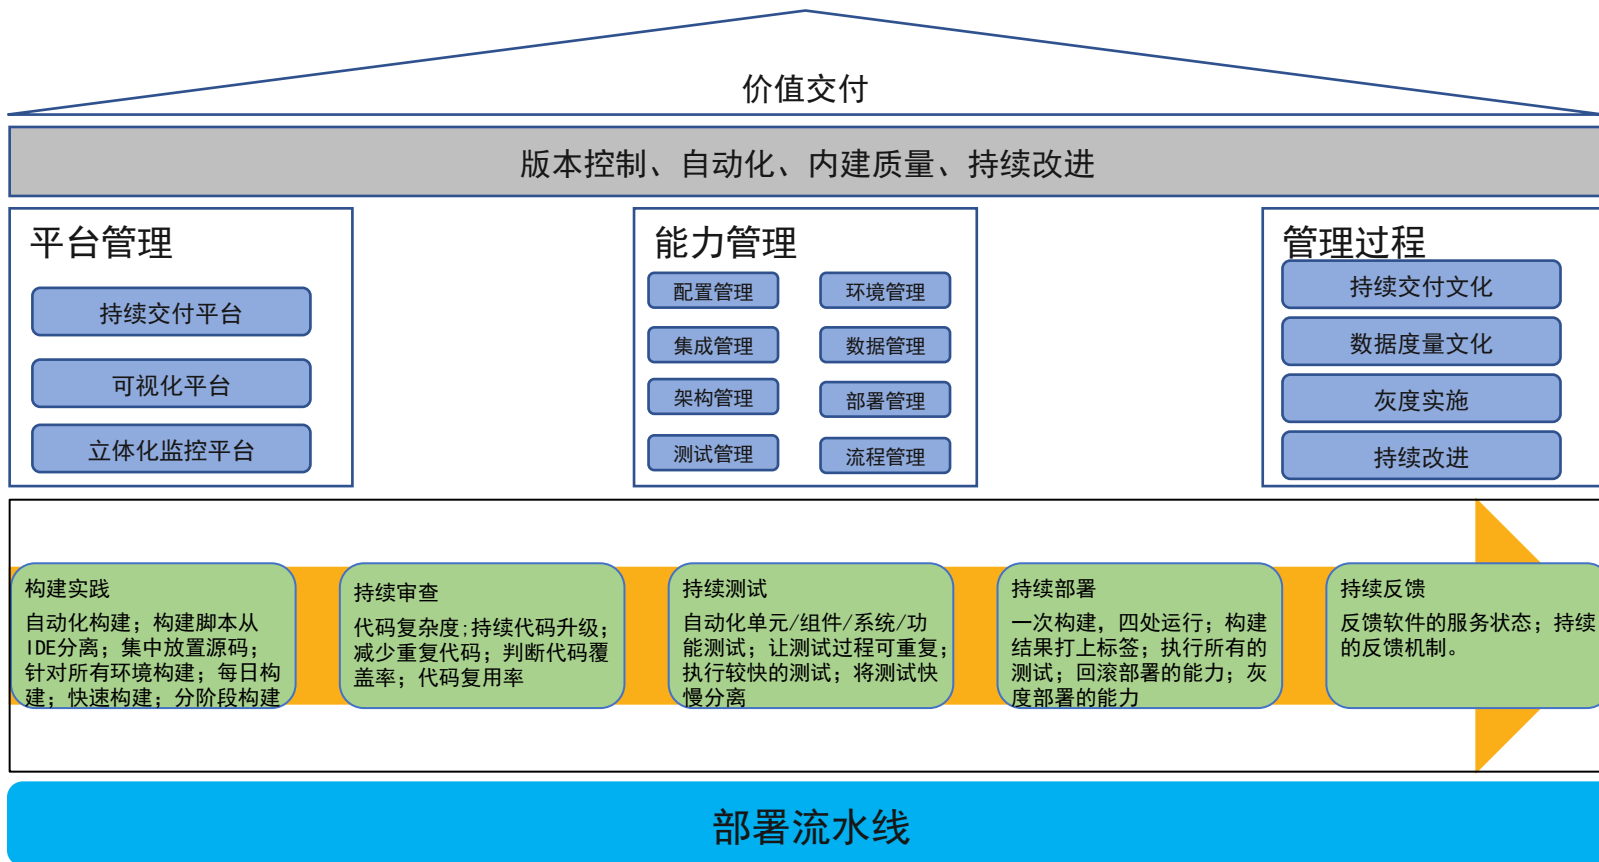 价值交付
版本控制、自动化、内建质量、持续改进
平台管理
持续交付平台
可视化平台
立体化监控平台
能力管理
配置管理
环境管理
集成管理
数据管理
架构管理
部署管理
测试管理
流程管理
管理过程
持续交付文化
数据度量文化
灰度实施
持续改进
构建实践
自动化构建；构建脚本从
IDE分离；集中放置源码；
针对所有环境构建；每日构
建；快速构建；分阶段构建
持续审查
代码复杂度;持续代码升级；
减少重复代码；判断代码覆
盖率；代码复用率
持续测试
自动化单元/组件/系统/功
能测试；让测试过程可重复；
执行较快的测试；将测试快
慢分离
持续部署
一次构建，四处运行；构建
结果打上标签；执行所有的
测试；回滚部署的能力；灰
度部署的能力
持续反馈
反馈软件的服务状态；持续
的反馈机制。
部署流水线